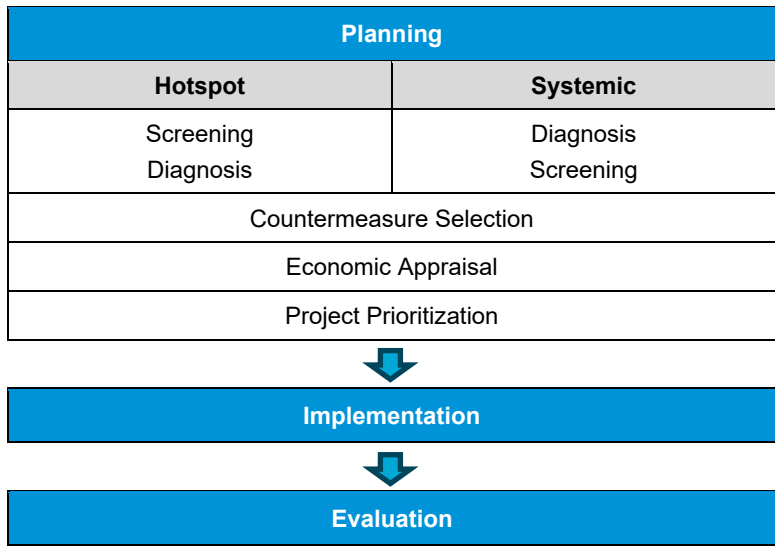 Planning
Hotspot
Systemic
Screening
Diagnosis
Diagnosis
Screening
Countermeasure Selection
Economic Appraisal
Project Prioritization
Implementation
Evaluation